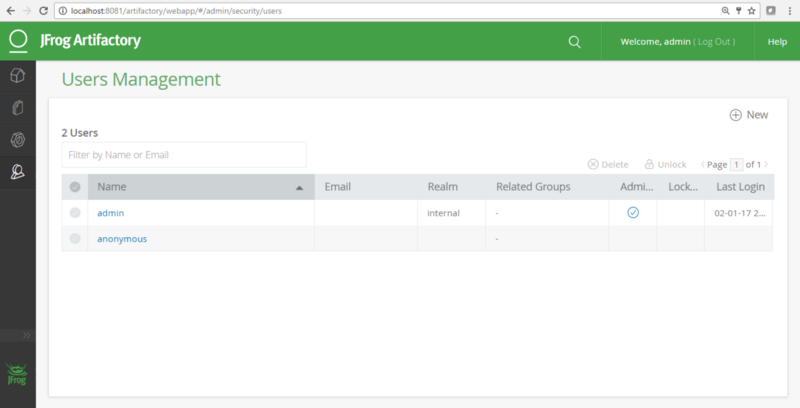 localhost:8081/artifactory/webapp/#/admin/security/users
JFrog Artifactory
Welcome, admin ( Log Out )
Help
Users Management
New
2 Users
Filter by Name or Email
Delete
Unlock
Page 1 of 1
Name Email Realm Related Groups Admi... Lock... Last Login
admin internal - 02-01-17 2...
anonymous -
JFrog